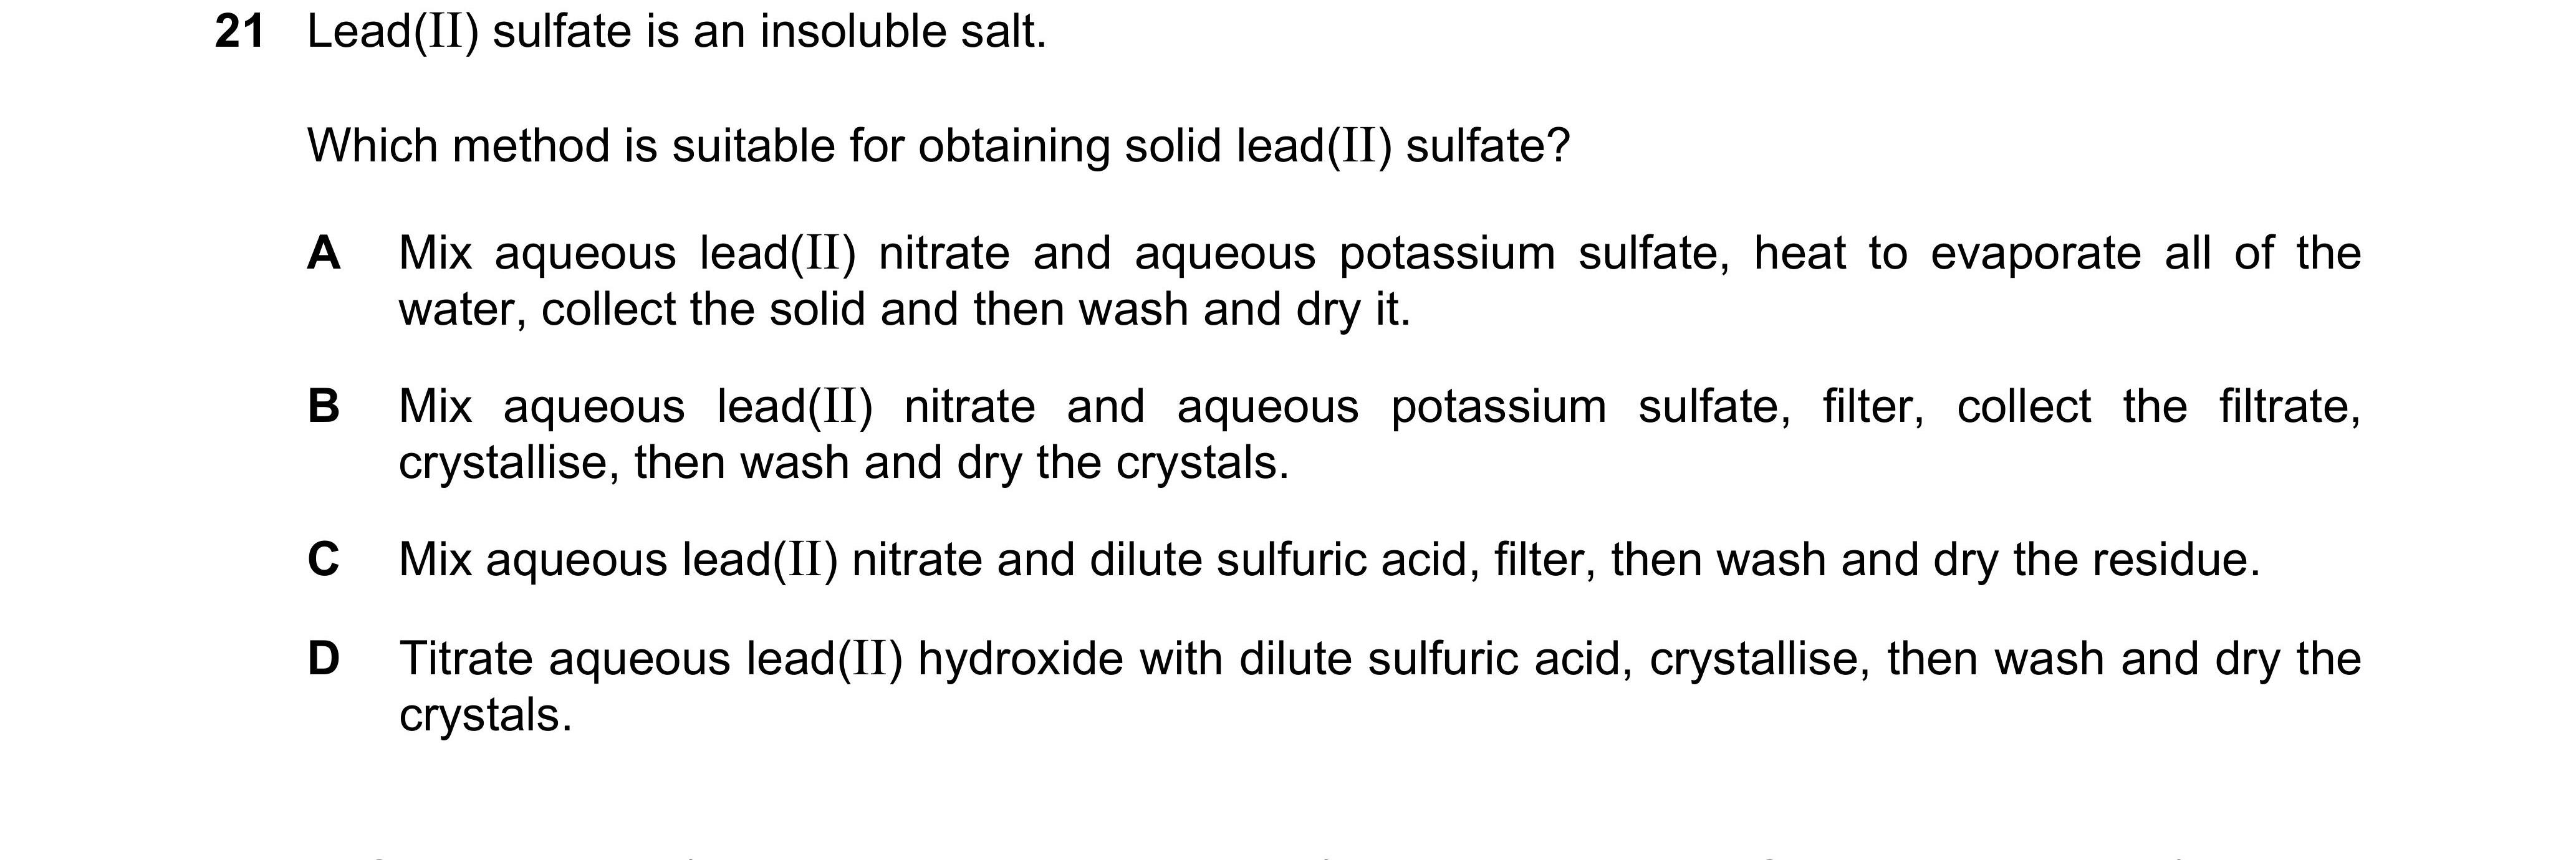 21 Lead(II) sulfate is an insoluble salt.
Which method is suitable for obtaining solid lead(II) sulfate?
A Mix aqueous lead(II) nitrate and aqueous potassium sulfate, heat to evaporate all of the
water, collect the solid and then wash and dry it.
B Mix aqueous lead(II) nitrate and aqueous potassium sulfate, filter, collect the filtrate,
crystallise, then wash and dry the crystals.
C Mix aqueous lead(II) nitrate and dilute sulfuric acid, filter, then wash and dry the residue.
D Titrate aqueous lead(II) hydroxide with dilute sulfuric acid, crystallise, then wash and dry the
crystals.